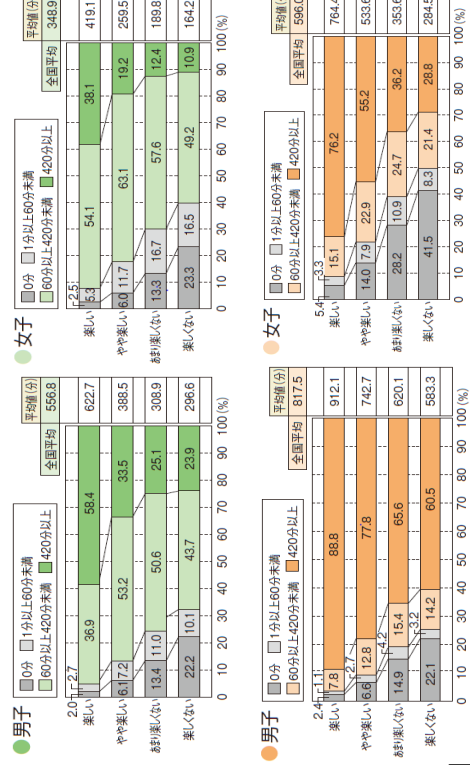 男子
0分 1分以上60分未満
60分以上420分未満 420分以上
平均値(分)
全国平均 556.8
楽しい 2.0 2.7 36.9 58.4 622.7
やや楽しい 6.1 7.2 53.2 33.5 388.5
あまり楽しくない 13.4 11.0 50.6 25.1 308.9
楽しくない 22.2 10.1 43.7 23.9 296.6
0 10 20 30 40 50 60 70 80 90 100(%)
女子
0分 1分以上60分未満
60分以上420分未満 420分以上
平均値(分)
全国平均 348.9
楽しい 2.5 5.3 54.1 38.1 419.1
やや楽しい 6.0 11.7 63.1 19.2 259.5
あまり楽しくない 13.3 16.7 57.6 12.4 189.8
楽しくない 23.3 16.5 49.2 10.9 164.2
0 10 20 30 40 50 60 70 80 90 100(%)
男子
0分 1分以上60分未満
60分以上420分未満 420分以上
平均値(分)
全国平均 817.5
楽しい 2.4 1.1 7.8 88.8 912.1
やや楽しい 6.6 2.7 12.8 77.8 742.7
あまり楽しくない 14.9 4.2 15.4 65.6 620.1
楽しくない 22.1 3.2 14.2 60.5 583.3
0 10 20 30 40 50 60 70 80 90 100(%)
女子
0分 1分以上60分未満
60分以上420分未満 420分以上
平均値(分)
全国平均 596.0
楽しい 5.4 3.3 15.1 76.2 764.4
やや楽しい 14.0 7.9 22.9 55.2 533.6
あまり楽しくない 28.2 10.9 24.7 36.2 353.6
楽しくない 41.5 8.3 21.4 28.8 284.5
0 10 20 30 40 50 60 70 80 90 100(%)